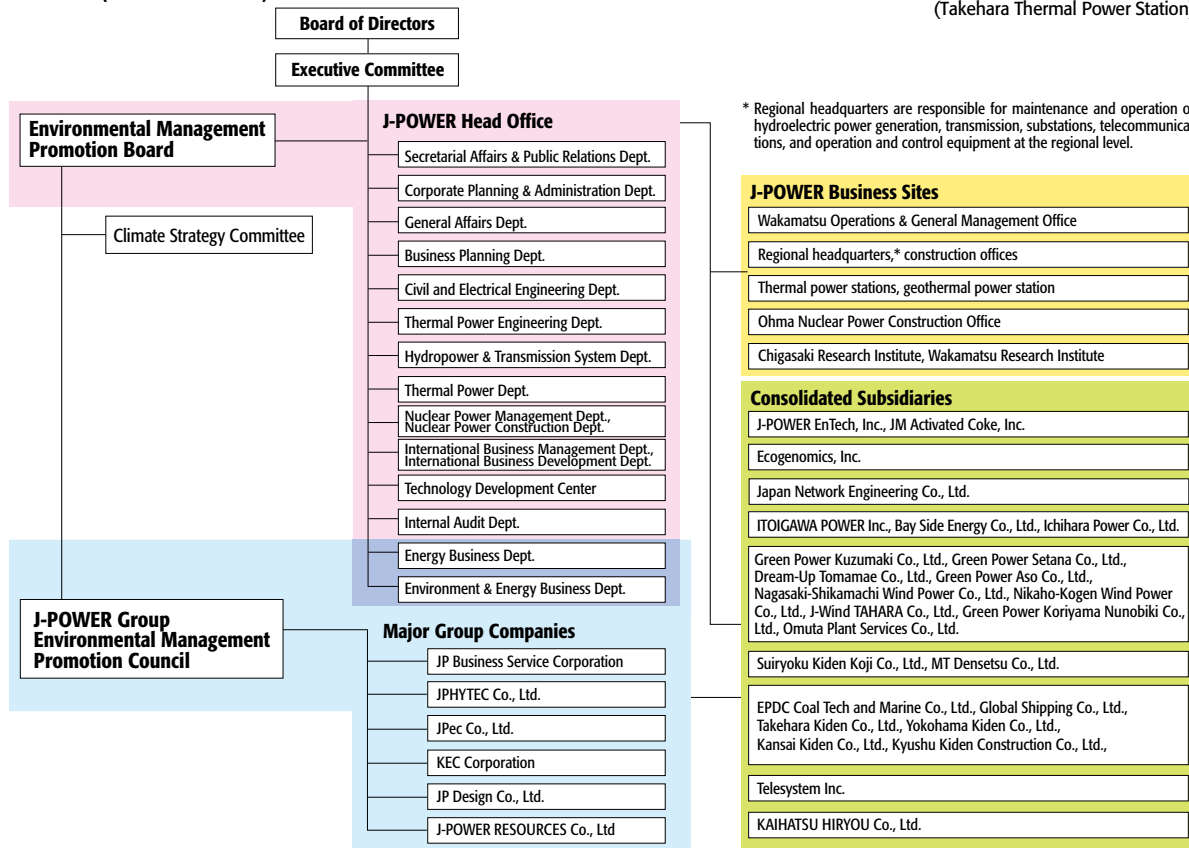 (Takehara Thermal Power Station
Board of Directors
Executive Committee
* Regional headquarters are responsible for maintenance and operation o
hydroelectric power generation, transmission, substations, telecommunica
tions, and operation and control equipment at the regional level.
Environmental Management
Promotion Board
Climate Strategy Committee
J-POWER Head Office
Secretarial Affairs & Public Relations Dept.
Corporate Planning & Administration Dept.
General Affairs Dept.
Business Planning Dept.
Civil and Electrical Engineering Dept.
Thermal Power Engineering Dept.
Hydropower & Transmission System Dept.
Thermal Power Dept.
Nuclear Power Management Dept.,
Nuclear Power Construction Dept.
International Business Management Dept.,
International Business Development Dept.
Technology Development Center
Internal Audit Dept.
Energy Business Dept.
Environment & Energy Business Dept.
J-POWER Group
Environmental Management
Promotion Council
Major Group Companies
JP Business Service Corporation
JPHYTEC Co., Ltd.
JPec Co., Ltd.
KEC Corporation
JP Design Co., Ltd.
J-POWER RESOURCES Co., Ltd
J-POWER Business Sites
Wakamatsu Operations & General Management Office
Regional headquarters,* construction offices
Thermal power stations, geothermal power station
Ohma Nuclear Power Construction Office
Chigasaki Research Institute, Wakamatsu Research Institute
Consolidated Subsidiaries
J-POWER EnTech, Inc., JM Activated Coke, Inc.
Ecogenomics, Inc.
Japan Network Engineering Co., Ltd.
ITOIGAWA POWER Inc., Bay Side Energy Co., Ltd., Ichihara Power Co., Ltd.
Green Power Kuzumaki Co., Ltd., Green Power Setana Co., Ltd.,
Dream-Up Tomamae Co., Ltd., Green Power Aso Co., Ltd.,
Nagasaki-Shikamachi Wind Power Co., Ltd., Nikaho-Kogen Wind Power
Co., Ltd., J-Wind TAHARA Co., Ltd., Green Power Koriyama Nunobiki Co.,
Ltd., Omuta Plant Services Co., Ltd.
Suiryoku Kiden Koji Co., Ltd., MT Densetsu Co., Ltd.
EPDC Coal Tech and Marine Co., Ltd., Global Shipping Co., Ltd.,
Takehara Kiden Co., Ltd., Yokohama Kiden Co., Ltd.,
Kansai Kiden Co., Ltd., Kyushu Kiden Construction Co., Ltd.,
Telesystem Inc.
KAIHATSU HIRYOU Co., Ltd.